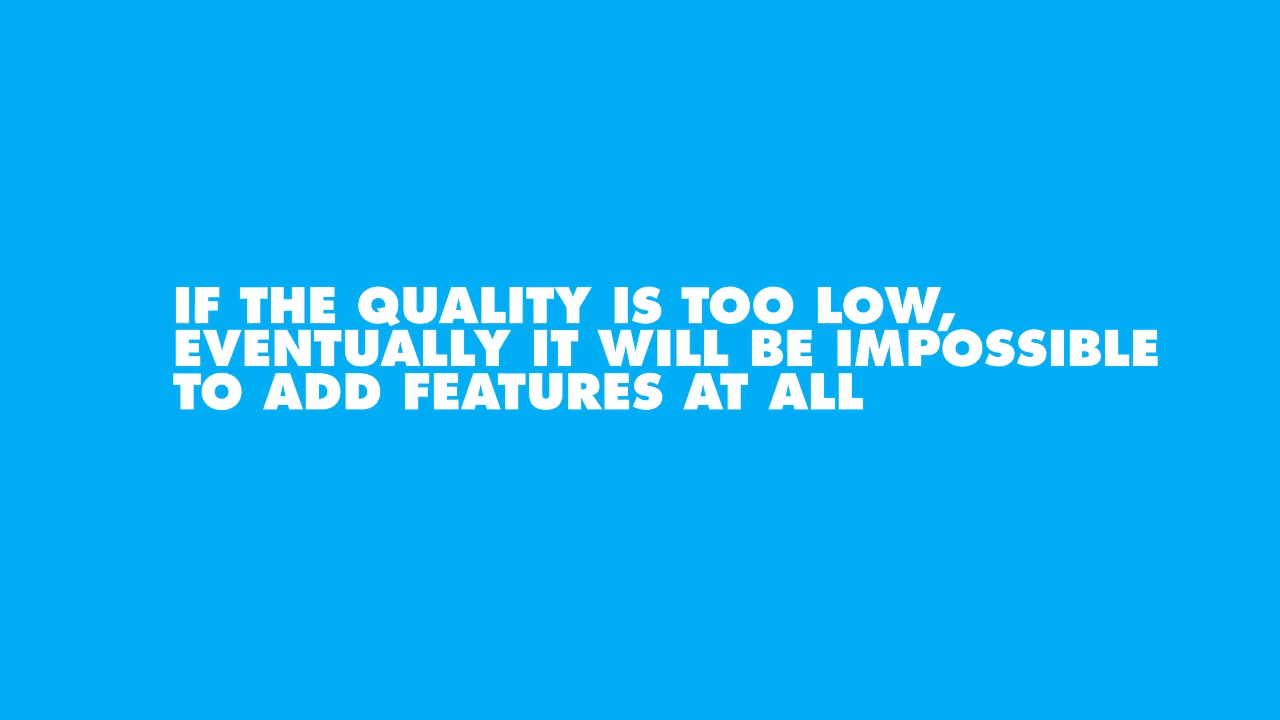 IF THE QUALITY IS TOO LOW,
EVENTUALLY IT WILL BE IMPOSSIBLE
TO ADD FEATURES AT ALL